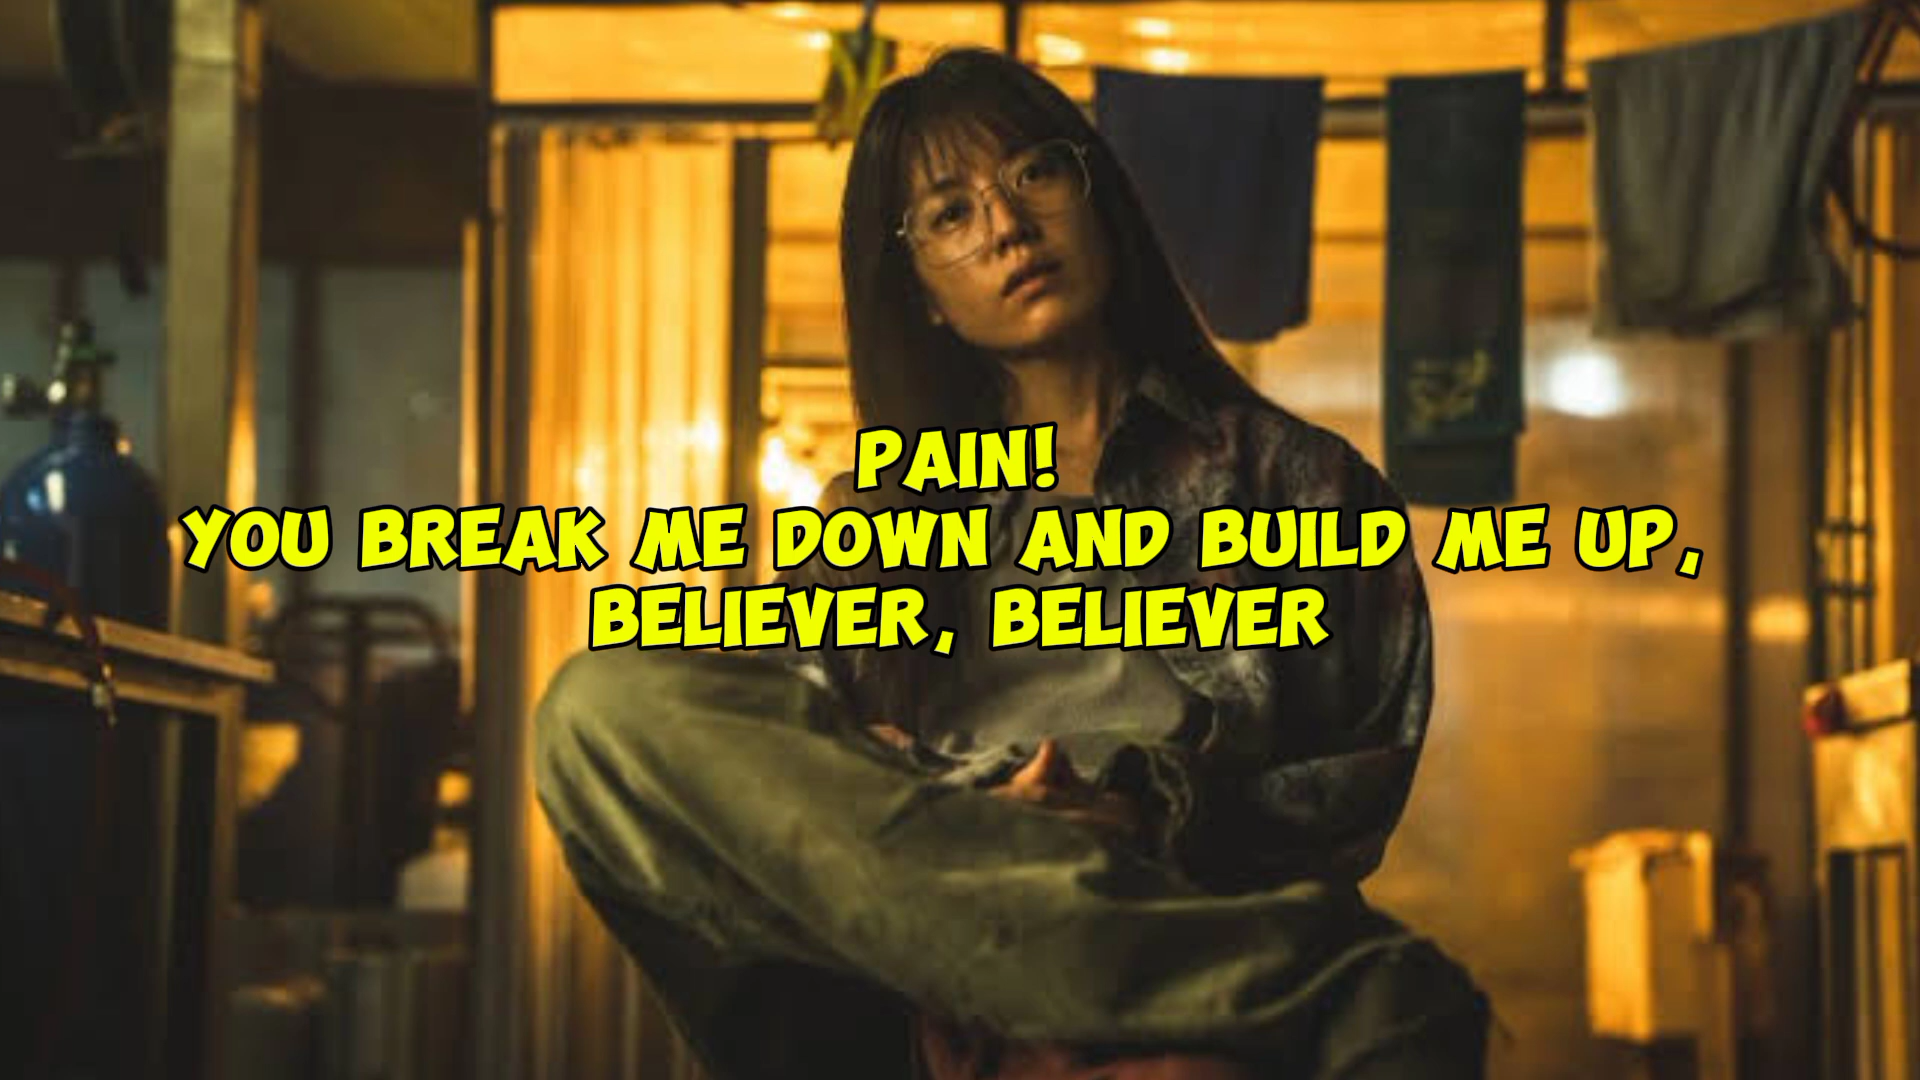 PAIN!
YOU BREAK ME DOWN AND BUILD ME UP,
BELIEVER, BELIEVER